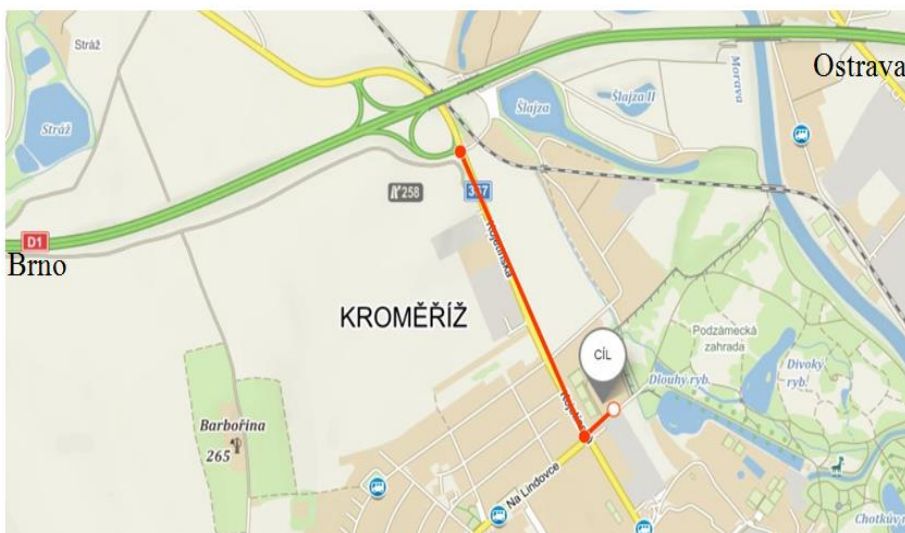 Stráž
Ostrava
Morava
Šlajza
Šlajza II
Stráž
258
367
D1
Brno
Kojetínská
KROMĚŘÍŽ
Podzámecká
zahrada
CÍL
Divoký
ryb.
Dlouhý ryb.
Barbořina
265
Na Lindovce